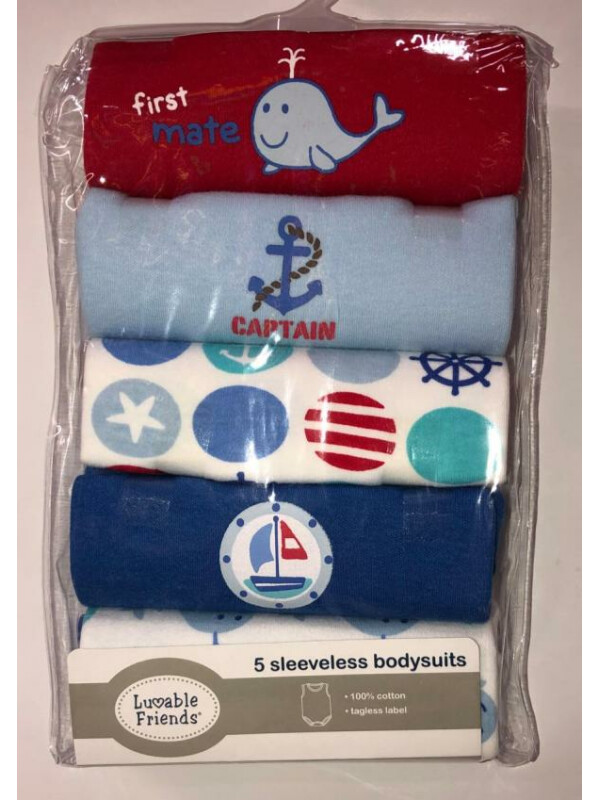 first
mate
CAPTAIN
5 sleeveless bodysuits
Luvable
Friends®
• 100% cotton
• tagless label